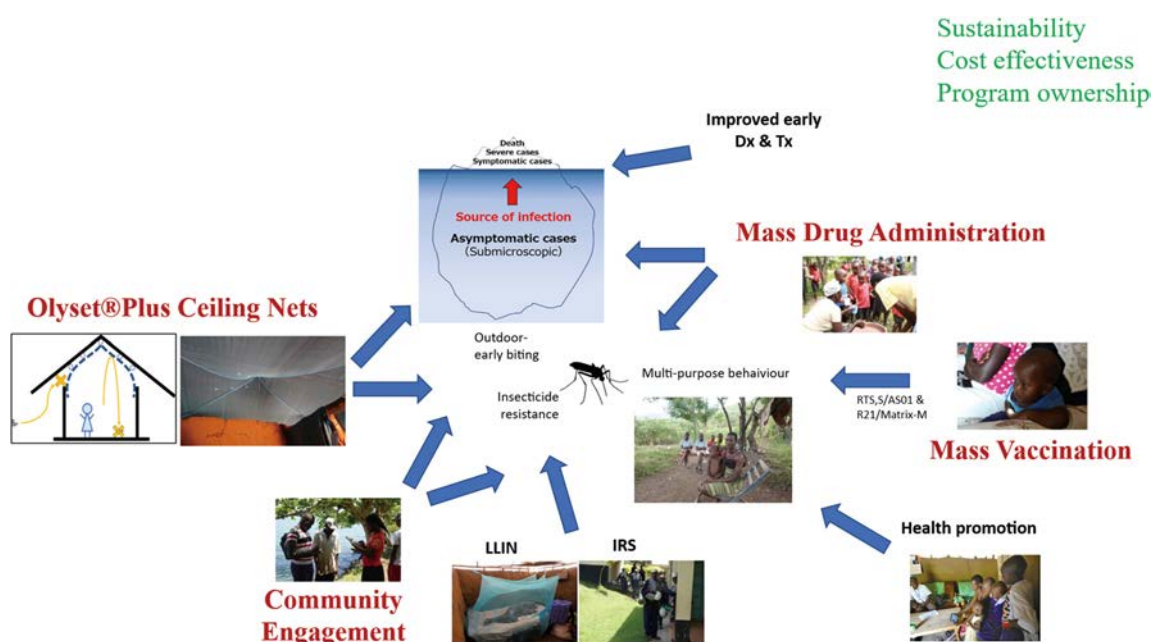 Sustainability
Cost effectiveness
Program ownership
Improved early
Dx & Tx
Death
Severe cases
Symptomatic cases
Source of infection
Asymptomatic cases
(Submicroscopic)
Mass Drug Administration
Olyset®Plus Ceiling Nets
Outdoor-
early biting
Insecticide
resistance
Multi-purpose behaiviour
RTS,S/AS01 &
R21/Matrix-M
Mass Vaccination
Community
Engagement
LLIN
IRS
Health promotion